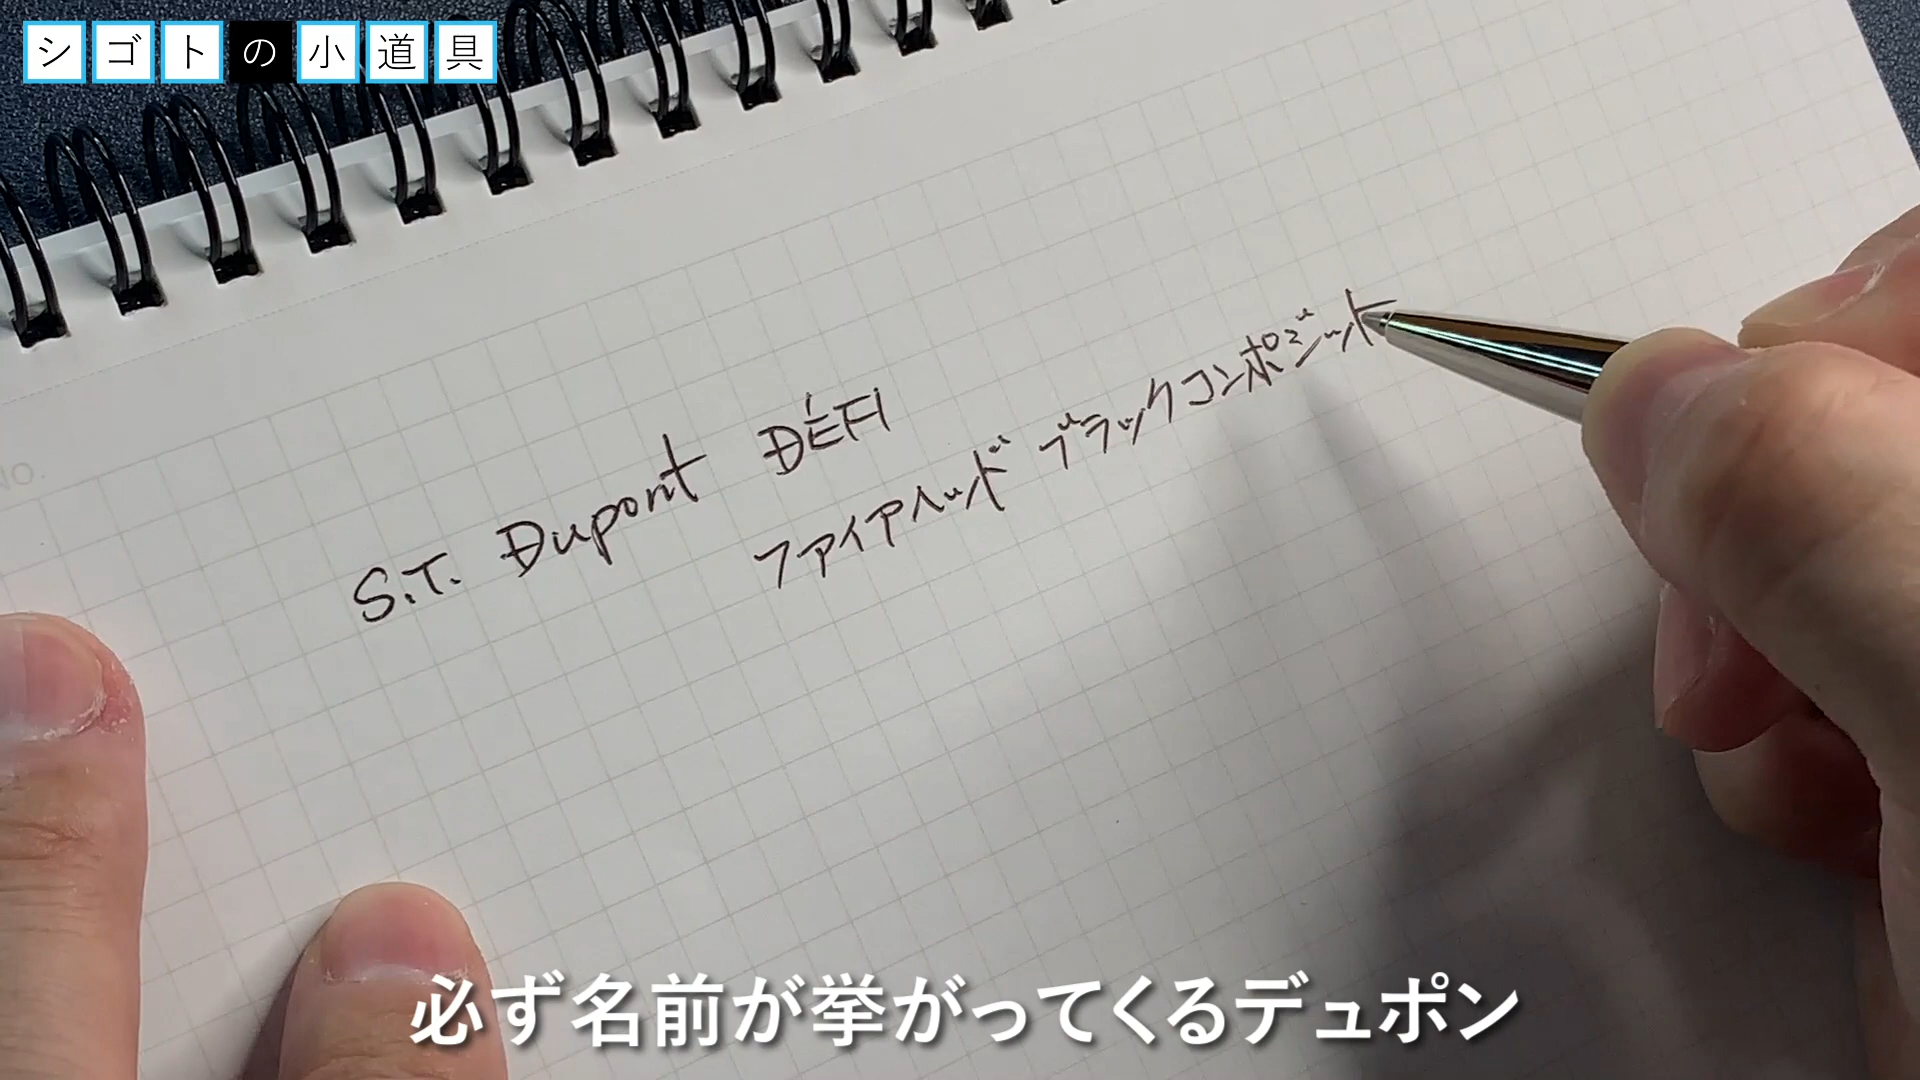 シゴトの小道具
NO.
S.T. Dupont DÉFI
ファイアヘッド ブラックコンポジット
必ず名前が挙がってくるデュポン